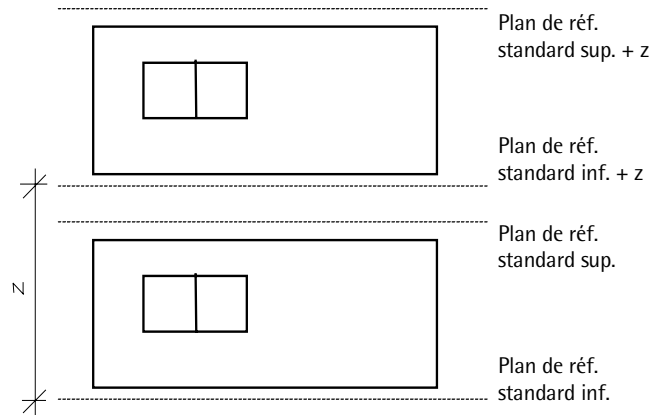 Plan de réf.
standard sup. + z
Plan de réf.
standard inf. + z
Plan de réf.
standard sup.
z
Plan de réf.
standard inf.